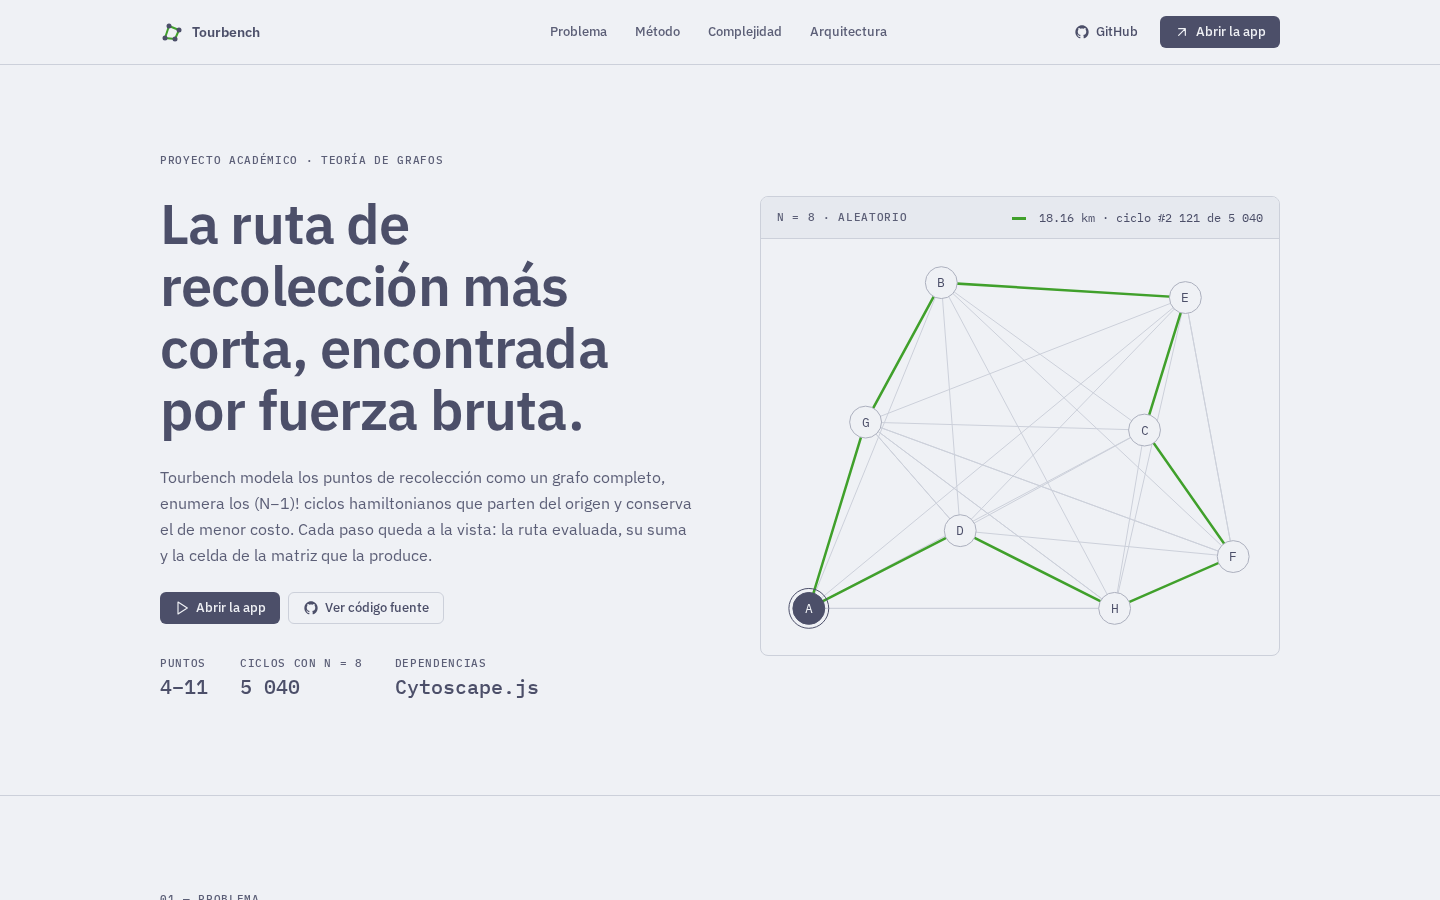 Tourbench
Problema
Método
Complejidad
Arquitectura
GitHub
Abrir la app
PROYECTO ACADÉMICO · TEORÍA DE GRAFOS
La ruta de
recolección más
corta, encontrada
por fuerza bruta.
Tourbench modela los puntos de recolección como un grafo completo,
enumera los (N−1)! ciclos hamiltonianos que parten del origen y conserva
el de menor costo. Cada paso queda a la vista: la ruta evaluada, su suma
y la celda de la matriz que la produce.
Abrir la app
Ver código fuente
PUNTOS
4–11
CICLOS CON N = 8
5 040
DEPENDENCIAS
Cytoscape.js
N = 8 · ALEATORIO
18.16 km · ciclo #2 121 de 5 040
B
E
G
C
D
F
A
H